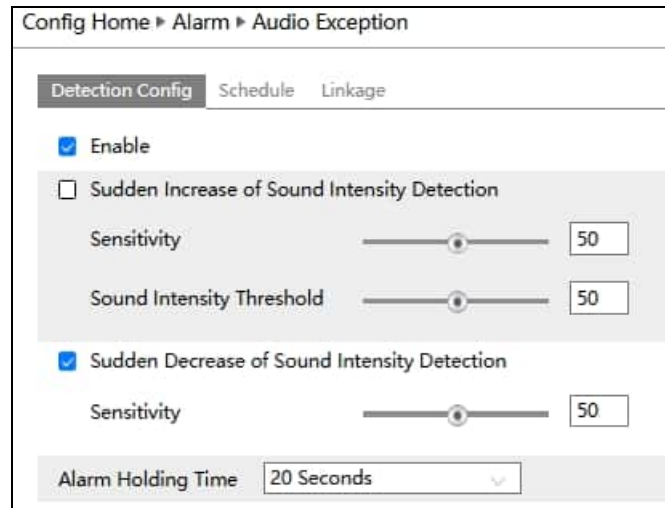 Config Home ▸ Alarm ▸ Audio Exception
Detection Config Schedule Linkage
Enable
Sudden Increase of Sound Intensity Detection
Sensitivity 50
Sound Intensity Threshold 50
Sudden Decrease of Sound Intensity Detection
Sensitivity 50
Alarm Holding Time 20 Seconds